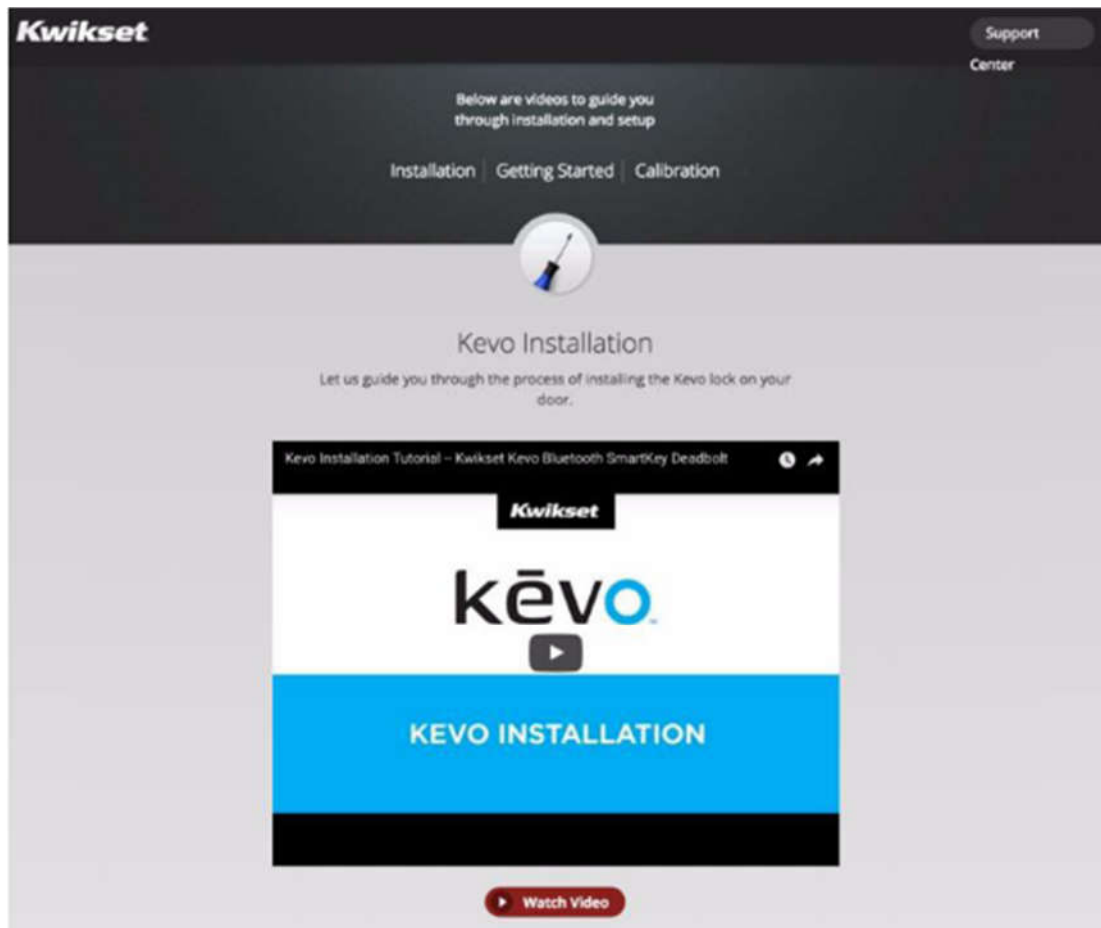 Kwikset
Support
Center
Below are videos to guide you
through installation and setup
Installation | Getting Started | Calibration
Kevo Installation
Let us guide you through the process of installing the Kevo lock on your
door.
Kevo Installation Tutorial – Kwikset Kevo Bluetooth SmartKey Deadbolt
Kwikset
kēvo
KEVO INSTALLATION
Watch Video